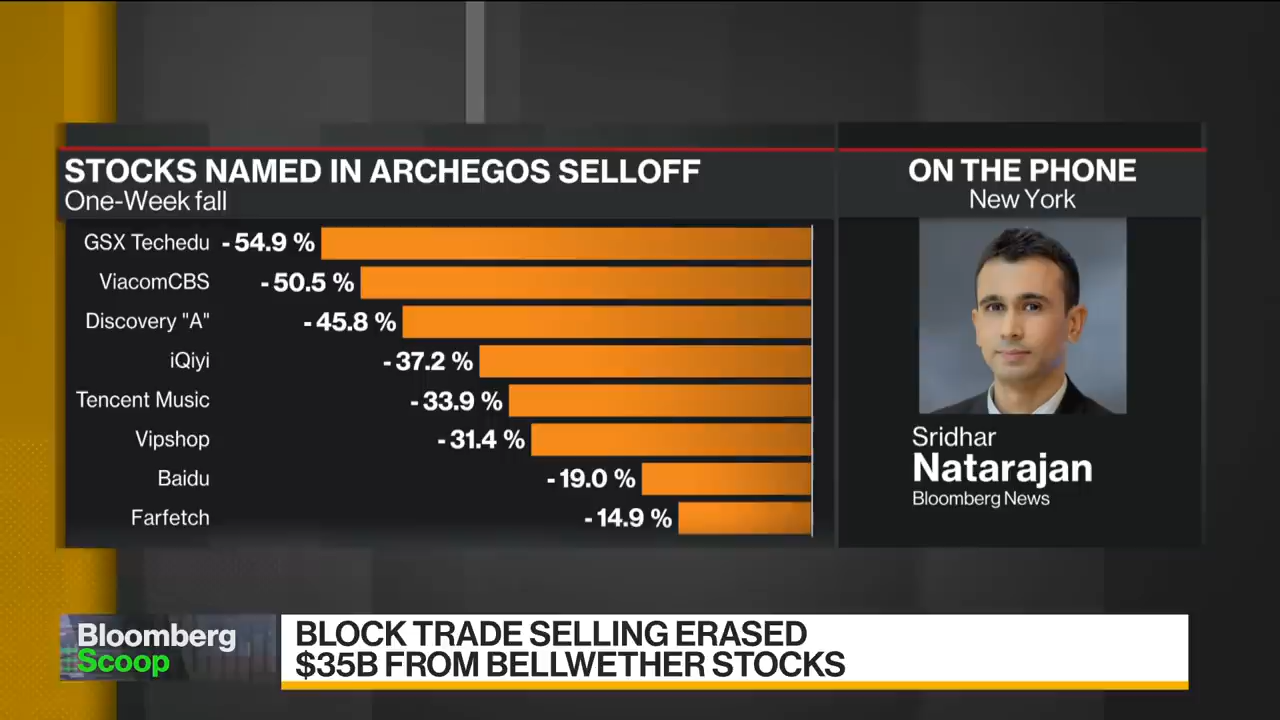 STOCKS NAMED IN ARCHEGOS SELLOFF
One-Week fall
GSX Techedu - 54.9 %
ViacomCBS - 50.5 %
Discovery "A" - 45.8 %
iQiyi - 37.2 %
Tencent Music - 33.9 %
Vipshop - 31.4 %
Baidu - 19.0 %
Farfetch - 14.9 %
ON THE PHONE
New York
Sridhar
Natarajan
Bloomberg News
Bloomberg
Scoop
BLOCK TRADE SELLING ERASED
$35B FROM BELLWETHER STOCKS